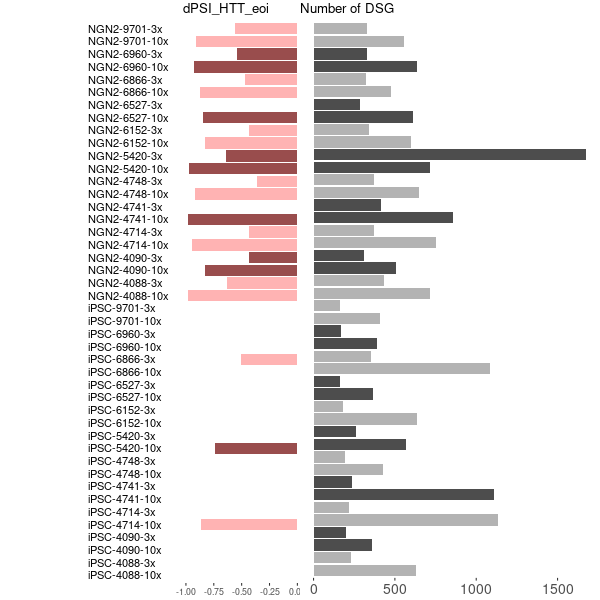 dPSI_HTT_eoi Number of DSG
NGN2-9701-3x
NGN2-9701-10x
NGN2-6960-3x
NGN2-6960-10x
NGN2-6866-3x
NGN2-6866-10x
NGN2-6527-3x
NGN2-6527-10x
NGN2-6152-3x
NGN2-6152-10x
NGN2-5420-3x
NGN2-5420-10x
NGN2-4748-3x
NGN2-4748-10x
NGN2-4741-3x
NGN2-4741-10x
NGN2-4714-3x
NGN2-4714-10x
NGN2-4090-3x
NGN2-4090-10x
NGN2-4088-3x
NGN2-4088-10x
iPSC-9701-3x
iPSC-9701-10x
iPSC-6960-3x
iPSC-6960-10x
iPSC-6866-3x
iPSC-6866-10x
iPSC-6527-3x
iPSC-6527-10x
iPSC-6152-3x
iPSC-6152-10x
iPSC-5420-3x
iPSC-5420-10x
iPSC-4748-3x
iPSC-4748-10x
iPSC-4741-3x
iPSC-4741-10x
iPSC-4714-3x
iPSC-4714-10x
iPSC-4090-3x
iPSC-4090-10x
iPSC-4088-3x
iPSC-4088-10x
-1.00 -0.75 -0.50 -0.25 0.0 0 500 1000 1500